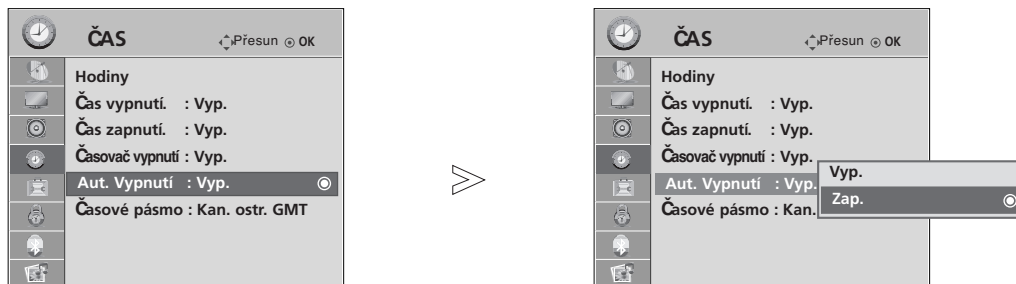 ČAS
Přesun OK
Hodiny
Čas vypnutí. : Vyp.
Čas zapnutí. : Vyp.
Časovač vypnutí : Vyp.
Aut. Vypnutí : Vyp.
Časové pásmo : Kan. ostr. GMT
ČAS
Přesun OK
Hodiny
Čas vypnutí. : Vyp.
Čas zapnutí. : Vyp.
Časovač vypnutí : Vyp.
Aut. Vypnutí : Vyp.
Časové pásmo : Kan.
Vyp.
Zap.